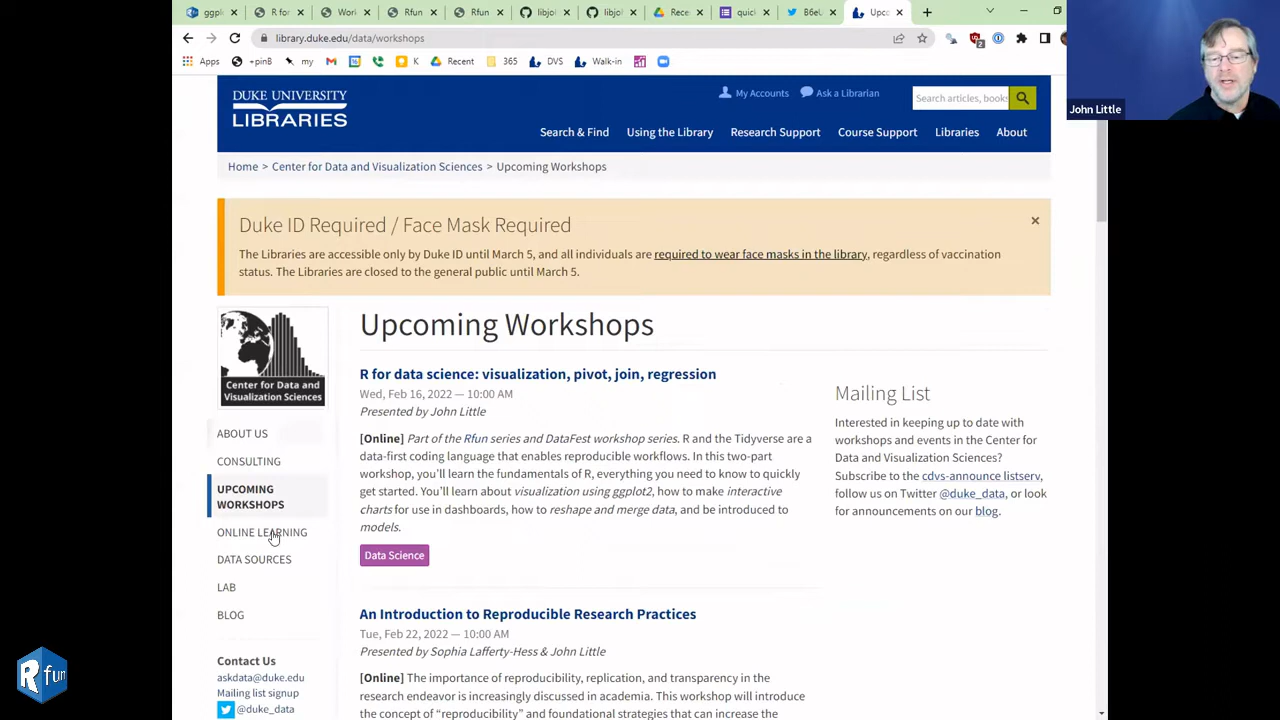 ggpl
R for
Work
Rfun
Rfun
libjo
libjo
Rece
quick
B6eU
Upco
library.duke.edu/data/workshops
2
Apps
+pinB
my
K
Recent
365
DVS
Walk-in
John Little
DUKE UNIVERSITY
LIBRARIES
My Accounts
Ask a Librarian
Search articles, books
Search & Find
Using the Library
Research Support
Course Support
Libraries
About
Home > Center for Data and Visualization Sciences > Upcoming Workshops
Duke ID Required / Face Mask Required
×
The Libraries are accessible only by Duke ID until March 5, and all individuals are required to wear face masks in the library, regardless of vaccination
status. The Libraries are closed to the general public until March 5.
Center for Data and
Visualization Sciences
ABOUT US
CONSULTING
UPCOMING
WORKSHOPS
ONLINE LEARNING
DATA SOURCES
LAB
BLOG
Contact Us
askdata@duke.edu
Mailing list signup
@duke_data
Upcoming Workshops
R for data science: visualization, pivot, join, regression
Wed, Feb 16, 2022 — 10:00 AM
Presented by John Little
[Online] Part of the Rfun series and DataFest workshop series. R and the Tidyverse are a
data-first coding language that enables reproducible workflows. In this two-part
workshop, you'll learn the fundamentals of R, everything you need to know to quickly
get started. You'll learn about visualization using ggplot2, how to make interactive
charts for use in dashboards, how to reshape and merge data, and be introduced to
models.
Data Science
An Introduction to Reproducible Research Practices
Tue, Feb 22, 2022 — 10:00 AM
Presented by Sophia Lafferty-Hess & John Little
[Online] The importance of reproducibility, replication, and transparency in the
research endeavor is increasingly discussed in academia. This workshop will introduce
the concept of “reproducibility” and foundational strategies that can increase the
Mailing List
Interested in keeping up to date with
workshops and events in the Center for
Data and Visualization Sciences?
Subscribe to the cdvs-announce listserv,
follow us on Twitter @duke_data, or look
for announcements on our blog.
R fun